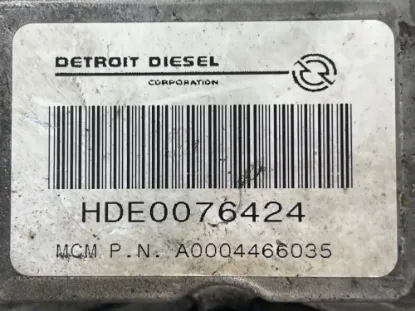 DETROIT DIESEL
CORPORATION
HDE0076424
MCM P.N. A0004466035